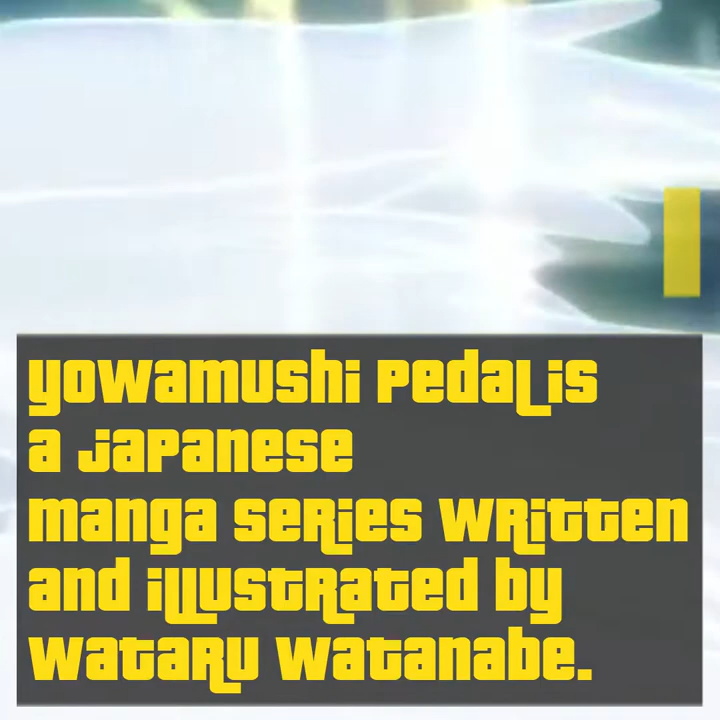 Yowamushi Pedal is
a Japanese
manga series written
and illustrated by
Wataru Watanabe.